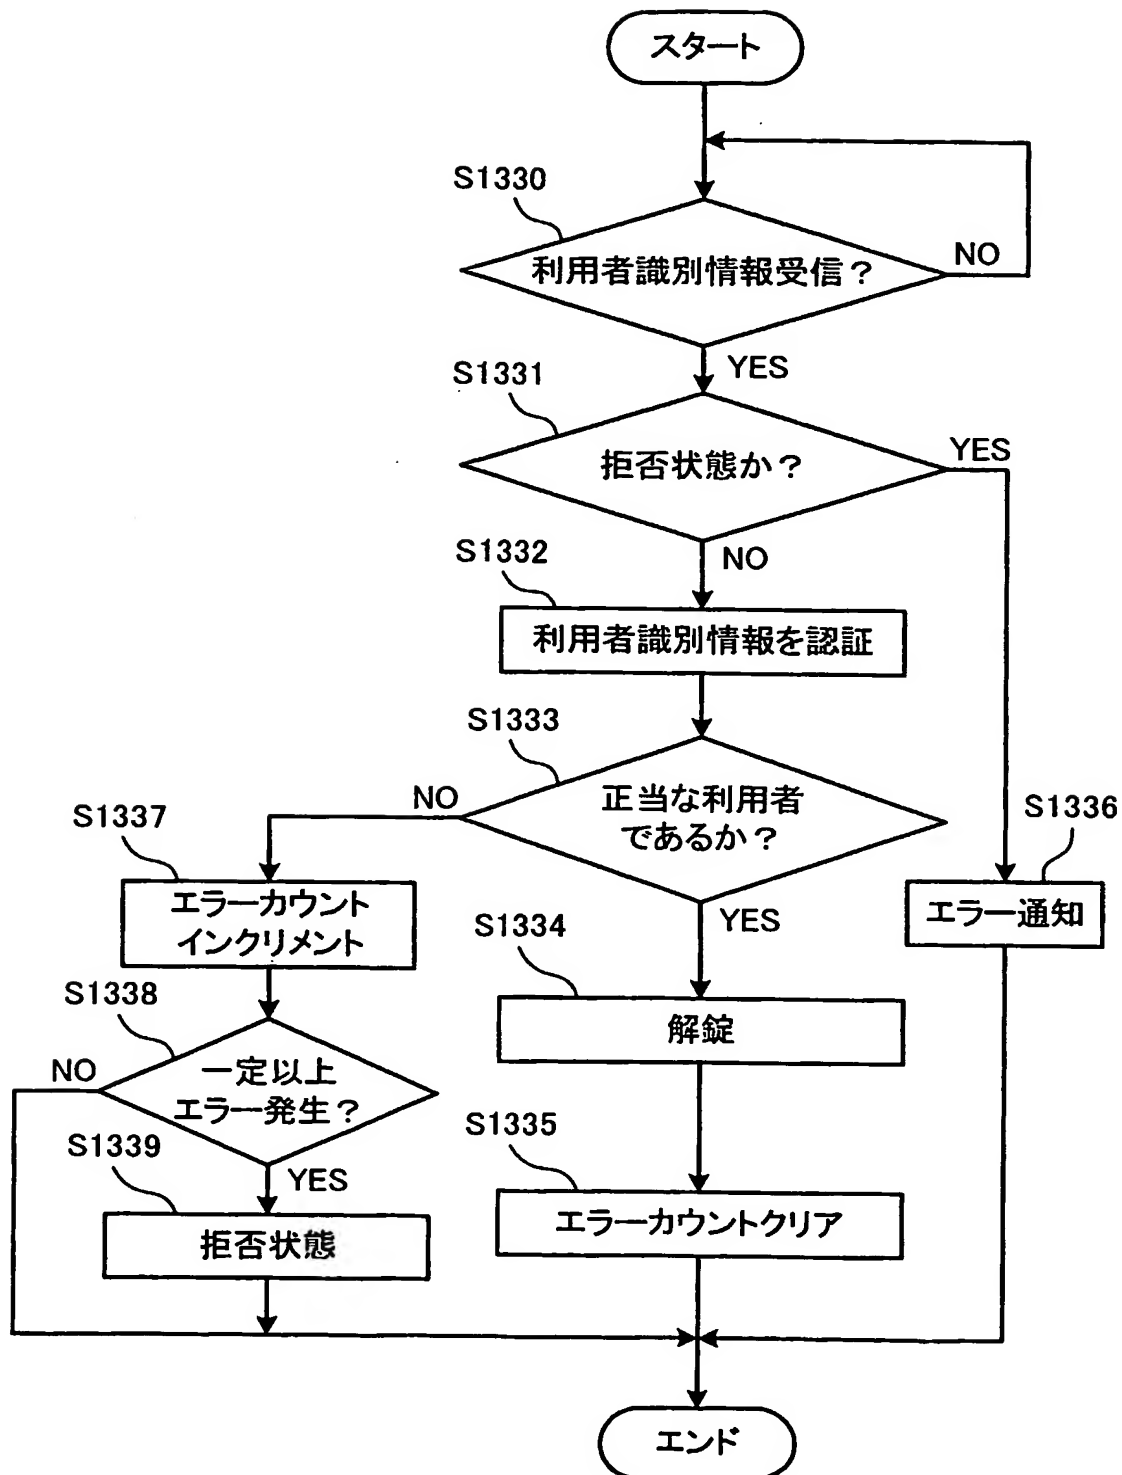 スタート
S1330
利用者識別情報受信？
NO
YES
S1331
拒否状態か？
YES
NO
S1332
利用者識別情報を認証
S1333
正当な利用者
であるか？
NO
YES
S1337
エラーカウント
インクリメント
S1336
エラー通知
S1334
解錠
S1338
一定以上
エラー発生？
NO
YES
S1335
エラーカウントクリア
S1339
拒否状態
エンド